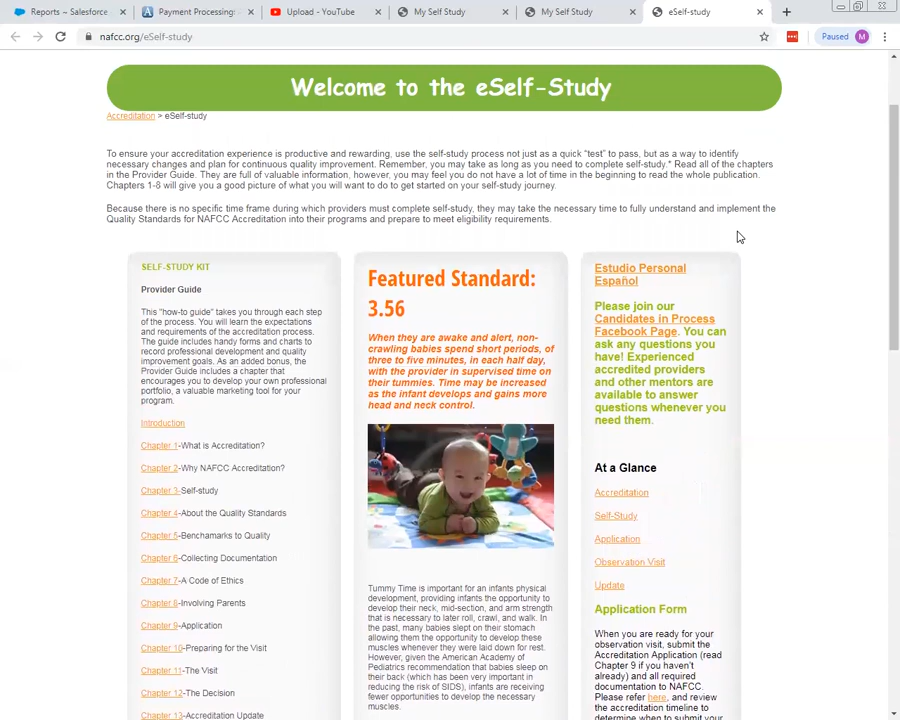 Reports ~ Salesforce
Payment Processing:
Upload - YouTube
My Self Study
My Self Study
eSelf-study
nafcc.org/eSelf-study
Paused
M
Welcome to the eSelf-Study
Accreditation > eSelf-study
To ensure your accreditation experience is productive and rewarding, use the self-study process not just as a quick “test” to pass, but as a way to identify
necessary changes and plan for continuous quality improvement. Remember, you may take as long as you need to complete self-study.* Read all of the chapters
in the Provider Guide. They are full of valuable information, however, you may feel you do not have a lot of time in the beginning to read the whole publication.
Chapters 1-8 will give you a good picture of what you will want to do to get started on your self-study journey.
Because there is no specific time frame during which providers must complete self-study, they may take the necessary time to fully understand and implement the
Quality Standards for NAFCC Accreditation into their programs and prepare to meet eligibility requirements.
SELF-STUDY KIT
Provider Guide
This "how-to guide" takes you through each step
of the process. You will learn the expectations
and requirements of the accreditation process.
The guide includes handy forms and charts to
record professional development and quality
improvement goals. As an added bonus, the
Provider Guide includes a chapter that
encourages you to develop your own professional
portfolio, a valuable marketing tool for your
program.
Introduction
Chapter 1-What is Accreditation?
Chapter 2-Why NAFCC Accreditation?
Chapter 3-Self-study
Chapter 4-About the Quality Standards
Chapter 5-Benchamarks to Quality
Chapter 6-Collecting Documentation
Chapter 7-A Code of Ethics
Chapter 8-Involving Parents
Chapter 9-Application
Chapter 10-Preparing for the Visit
Chapter 11-The Visit
Chapter 12-The Decision
Chapter 13-Accreditation Update
Featured Standard:
3.56
When they are awake and alert, non-
crawling babies spend short periods, of
three to five minutes, in each half day,
with the provider in supervised time on
their tummies. Time may be increased
as the infant develops and gains more
head and neck control.
Tummy Time is important for an infants physical
development, providing infants the opportunity to
develop their neck, mid-section, and arm strength
that is necessary to later roll, crawl, and walk. In
the past, many babies slept on their stomach
allowing them the opportunity to develop these
muscles whenever they were laid down for rest.
However, given the American Academy of
Pediatrics recommendation that babies sleep on
their back (which has been very important in
reducing the risk of SIDS), infants are receiving
fewer opportunities to develop the necessary
muscles.
Estudio Personal
Español
Please join our
Candidates in Process
Facebook Page. You can
ask any questions you
have! Experienced
accredited providers
and other mentors are
available to answer
questions whenever you
need them.
At a Glance
Accreditation
Self-Study
Application
Observation Visit
Update
Application Form
When you are ready for your
observation visit, submit the
Accreditation Application (read
Chapter 9 if you haven't
already) and all required
documentation to NAFCC.
Please refer here, and review
the accreditation timeline to
determine when to submit your